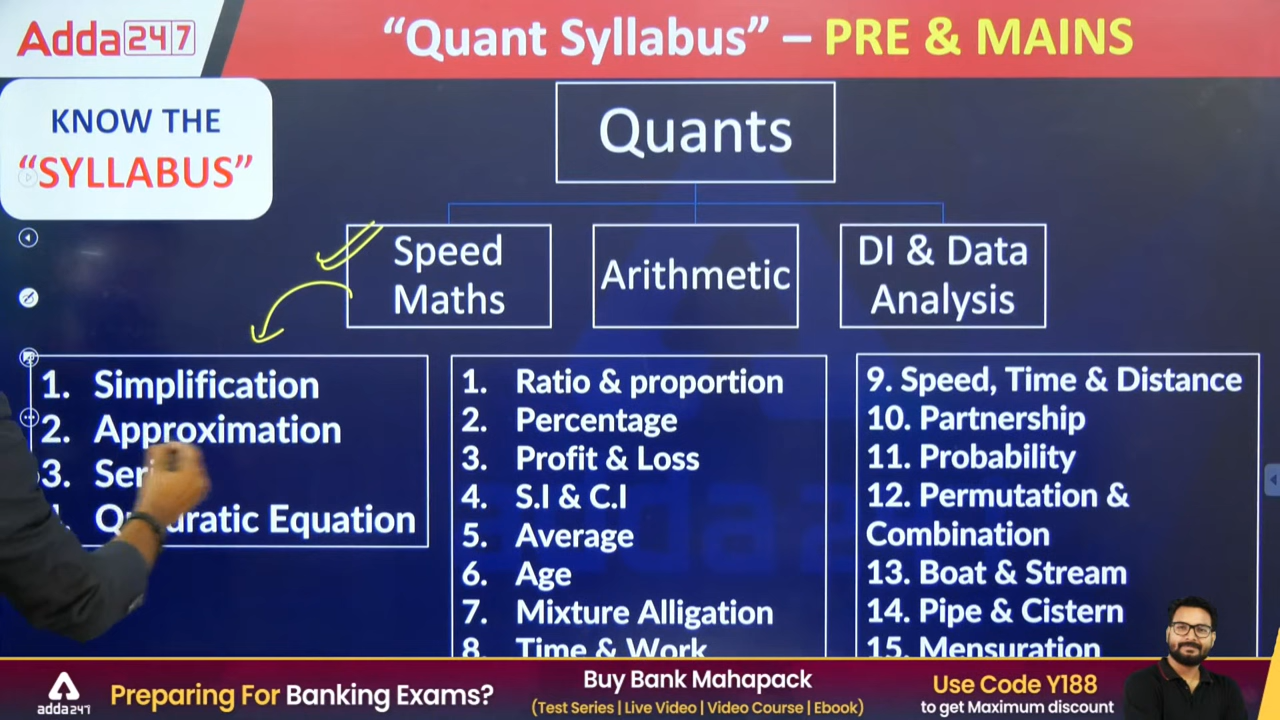 Adda247
“Quant Syllabus” – PRE & MAINS
KNOW THE
“SYLLABUS”
Quants
Speed
Maths
Arithmetic
DI & Data
Analysis
1. Simplification
2. Approximation
3.
Equation
1. Ratio & proportion
2. Percentage
3. Profit & Loss
4. S.I & C.I
5. Average
6. Age
7. Mixture Alligation
8. Time & Work
9. Speed, Time & Distance
10. Partnership
11. Probability
12. Permutation &
Combination
13. Boat & Stream
14. Pipe & Cistern
15. Mensuration
adda247
Preparing For Banking Exams?
Buy Bank Mahapack
(Test Series | Live Video | Video Course | Ebook)
Use Code Y188
to get Maximum discount